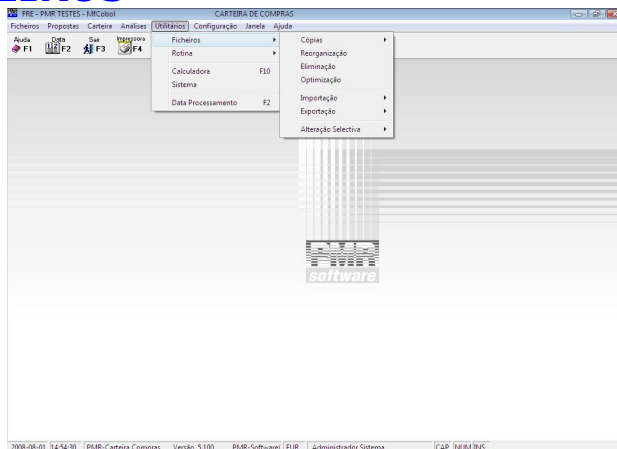 FRE - PMR TESTES - MfCobol CARTEIRA DE COMPRAS
Ficheiros Propostas Carteira Análises Utilitários Configuração Janela Ajuda
Ajuda Data Sair Impressora
F1 F2 F3 F4
Ficheiros
Rotina
Calculadora F10
Sistema
Data Processamento F2
Cópias
Reorganização
Eliminação
Optimização
Importação
Exportação
Alteração Selectiva
PMR
software
2008-08-01 14:54:30 PMR-Carteira Compras Versão 5.100 PMR-Software EUR Administrador Sistema CAP NUM INS